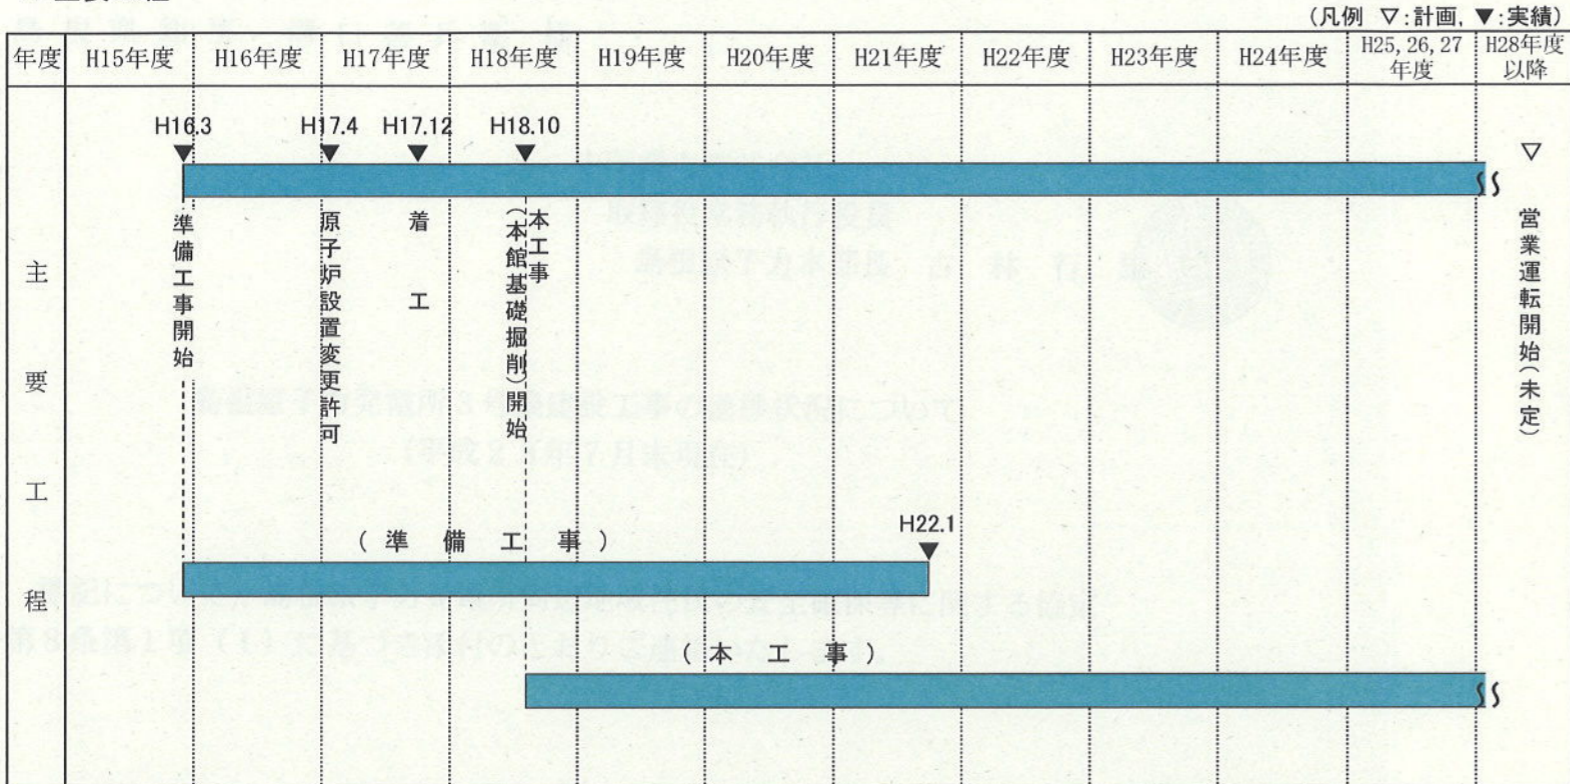 (凡例 ▽:計画, ▼:実績)
年度 H15年度 H16年度 H17年度 H18年度 H19年度 H20年度 H21年度 H22年度 H23年度 H24年度 H25,26,27年度 H28年度以降
主要工程
H16.3 H17.4 H17.12 H18.10
▼ ▼ ▼ ▼ ▽
準備工事開始
原子炉設置変更許可
着工
本工事
(本館基礎掘削)開始
営業運転開始(未定)
(準備工事)
H22.1
▼
(本工事)